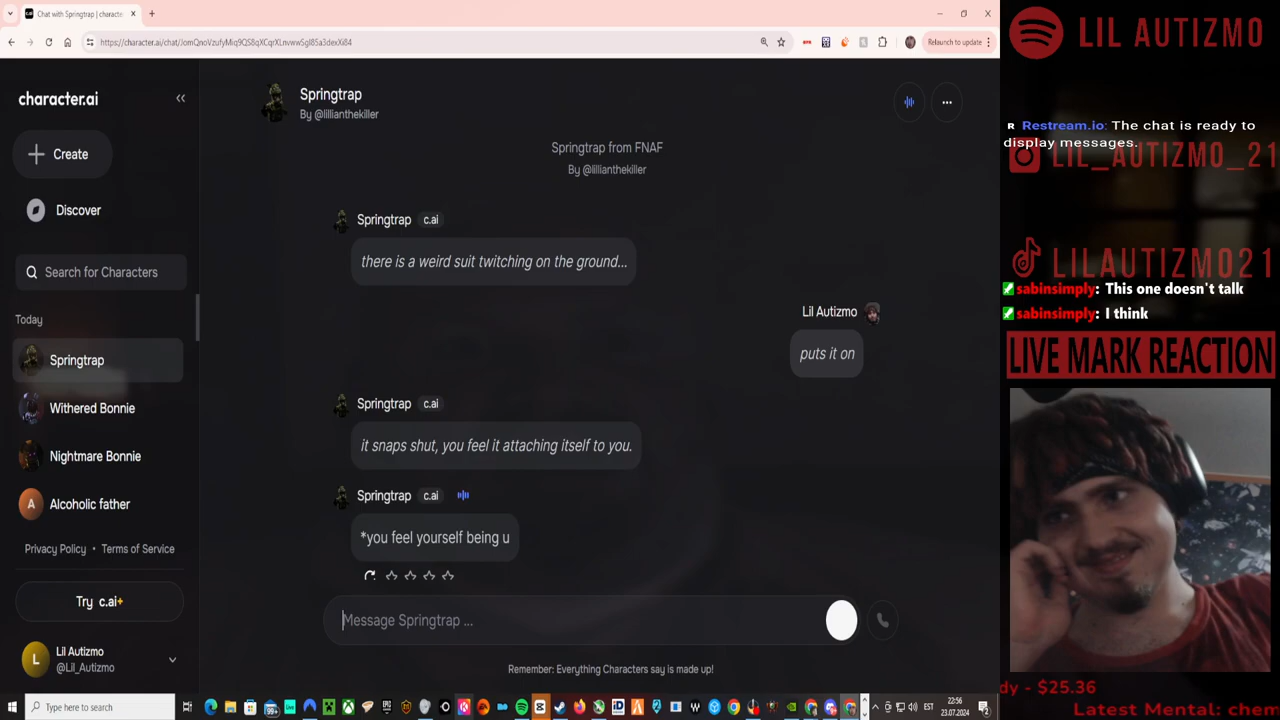 Chat with Springtrap | characte
https://character.ai/chat/JomQnoVzufyMiq9QS8qXCqrXLnvwwSgl8Sa3dexXi84
Relaunch to update
character.ai
Create
Discover
Search for Characters
Today
Springtrap
Withered Bonnie
Nightmare Bonnie
A
Alcoholic father
Privacy Policy • Terms of Service
Try c.ai+
L
Lil Autizmo
@Lil_Autizmo
Springtrap
By @lillianthekiller
Springtrap from FNAF
By @lillianthekiller
Springtrap c.ai
there is a weird suit twitching on the ground...
Lil Autizmo
puts it on
Springtrap c.ai
it snaps shut, you feel it attaching itself to you.
Springtrap c.ai
*you feel yourself being u
Message Springtrap ...
Remember: Everything Characters say is made up!
LIL AUTIZMO
R Restream.io: The chat is ready to
display messages.
LIL_AUTIZMO_21
LILAUTIZMO21
sabinsimply: This one doesn't talk
sabinsimply: I think
LIVE MARK REACTION
dy - $25.36
Latest Mental: chem
Type here to search
99+
EST
22:56
23.07.2024
2